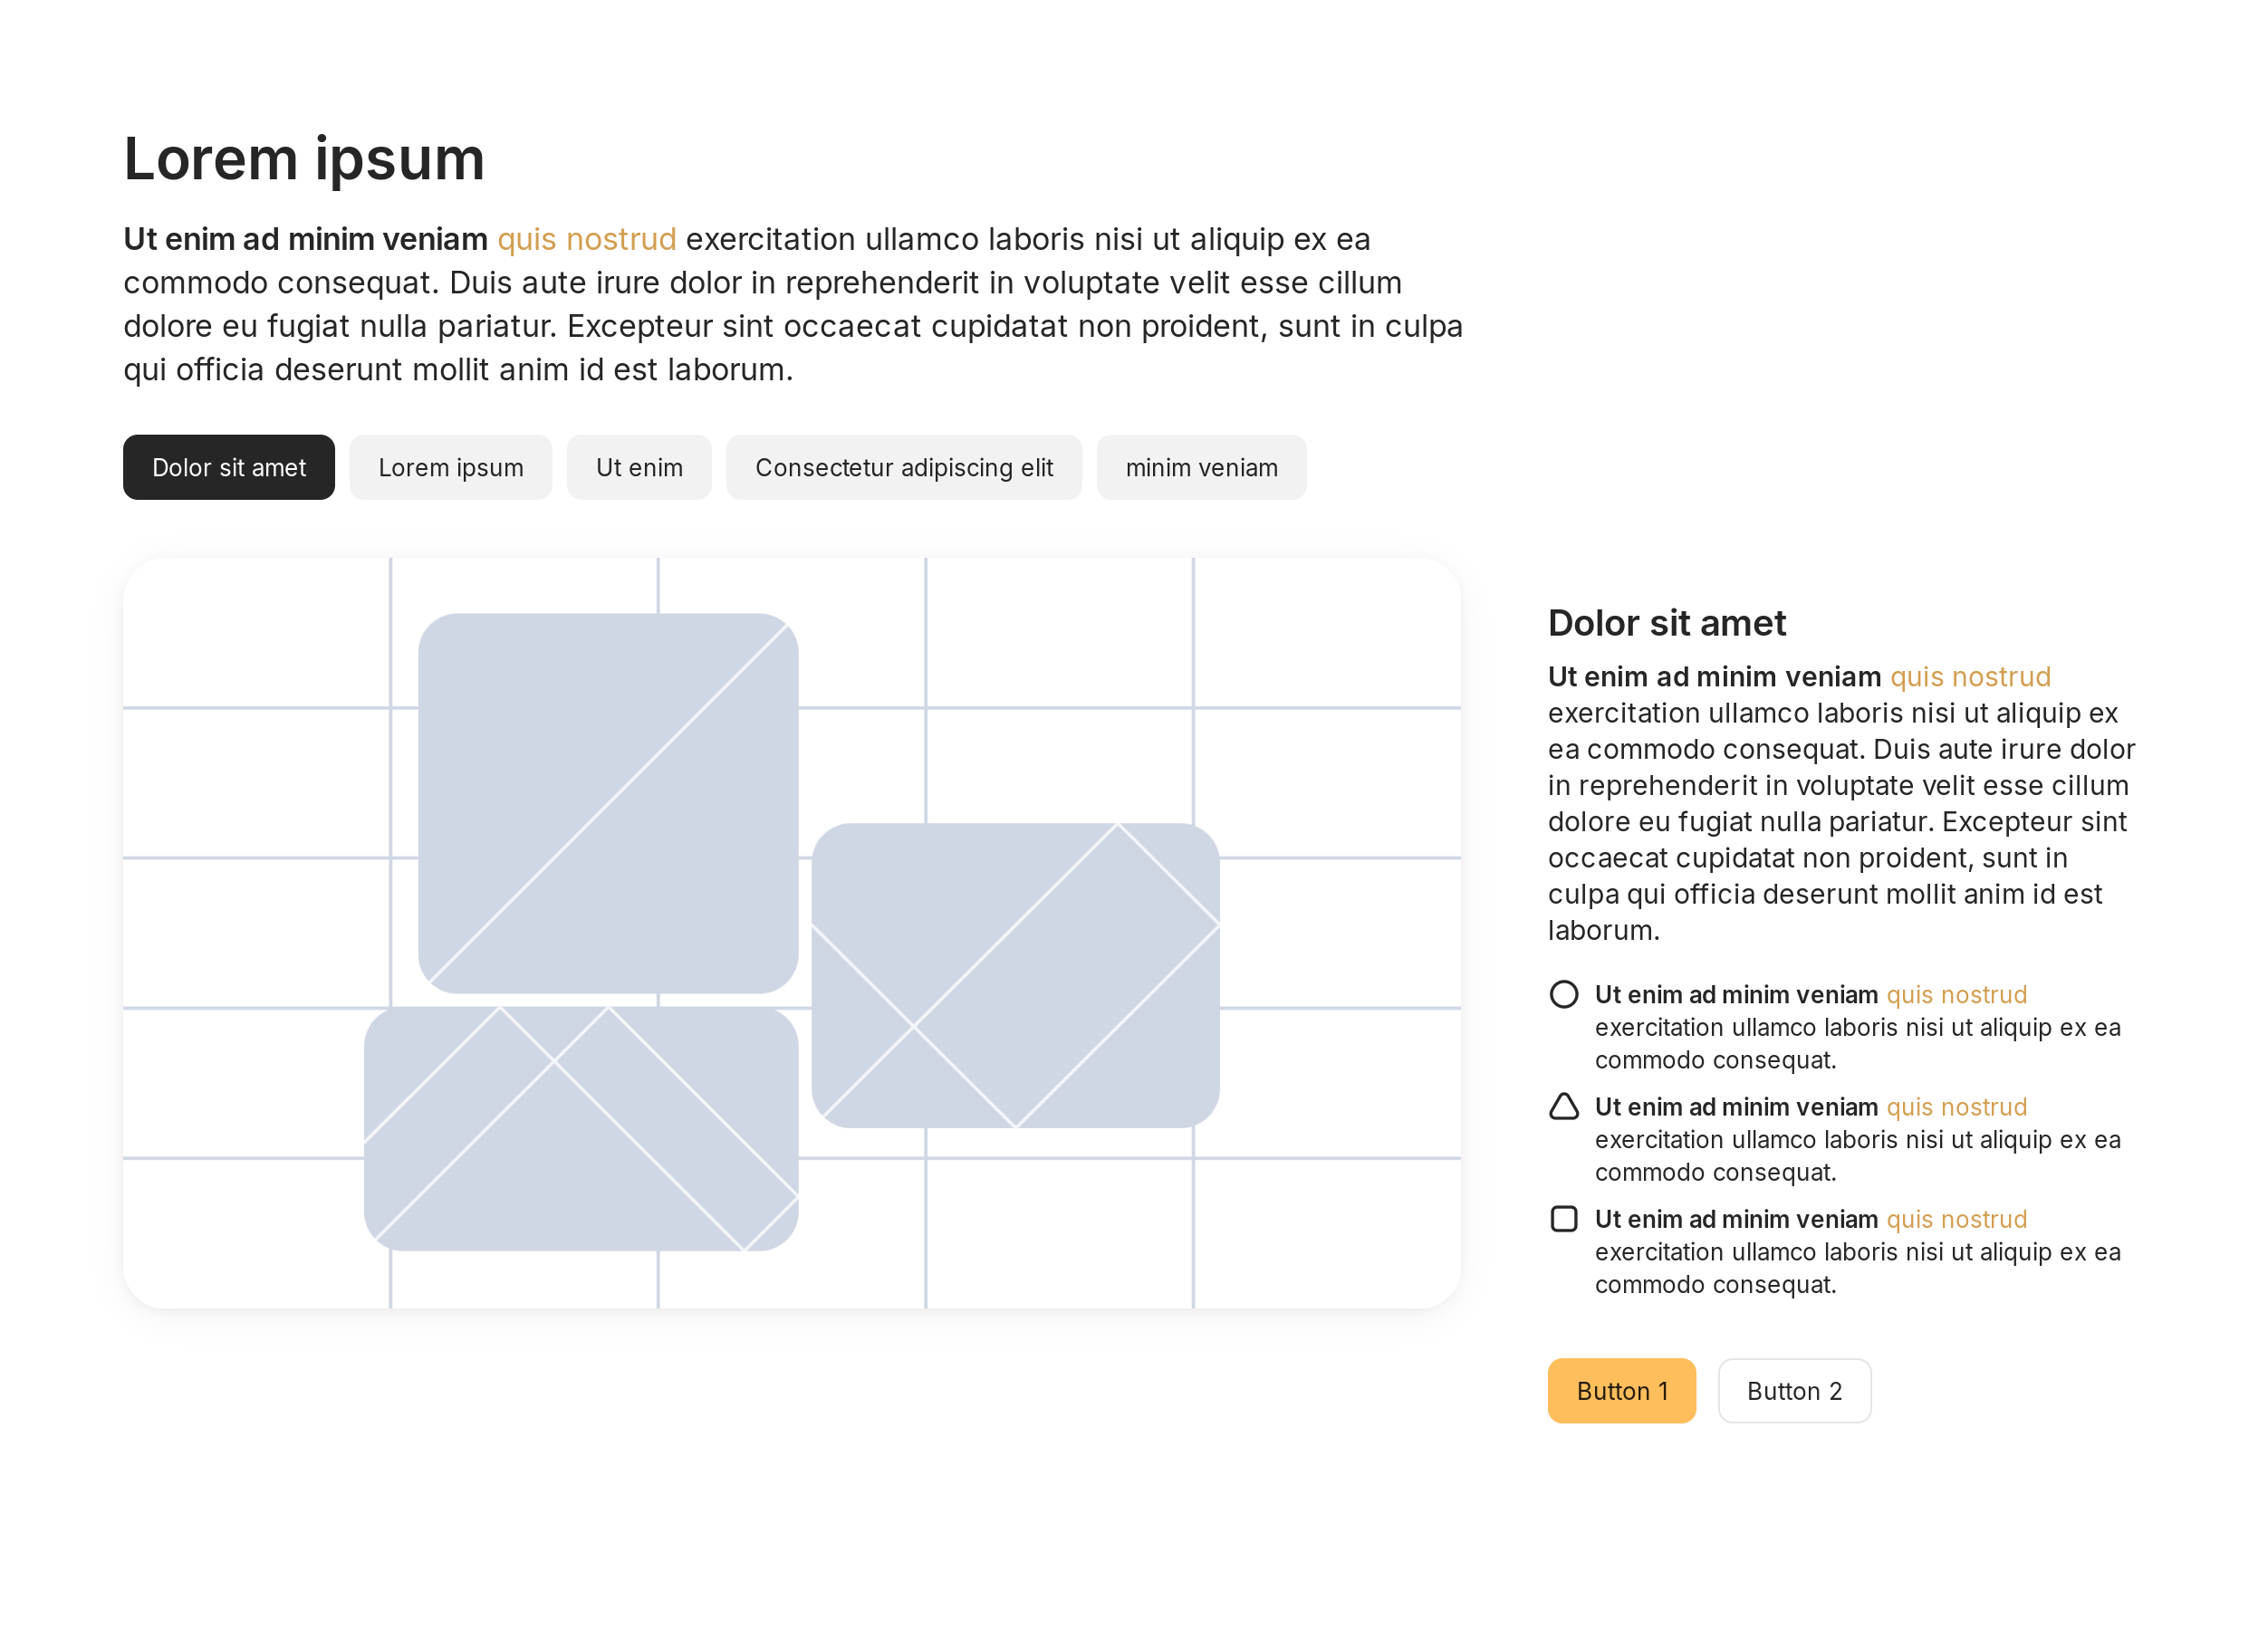 Lorem ipsum
Ut enim ad minim veniam quis nostrud exercitation ullamco laboris nisi ut aliquip ex ea
commodo consequat. Duis aute irure dolor in reprehenderit in voluptate velit esse cillum
dolore eu fugiat nulla pariatur. Excepteur sint occaecat cupidatat non proident, sunt in culpa
qui officia deserunt mollit anim id est laborum.
Dolor sit amet
Lorem ipsum
Ut enim
Consectetur adipiscing elit
minim veniam
Dolor sit amet
Ut enim ad minim veniam quis nostrud
exercitation ullamco laboris nisi ut aliquip ex
ea commodo consequat. Duis aute irure dolor
in reprehenderit in voluptate velit esse cillum
dolore eu fugiat nulla pariatur. Excepteur sint
occaecat cupidatat non proident, sunt in
culpa qui officia deserunt mollit anim id est
laborum.
Ut enim ad minim veniam quis nostrud
exercitation ullamco laboris nisi ut aliquip ex ea
commodo consequat.
Ut enim ad minim veniam quis nostrud
exercitation ullamco laboris nisi ut aliquip ex ea
commodo consequat.
Ut enim ad minim veniam quis nostrud
exercitation ullamco laboris nisi ut aliquip ex ea
commodo consequat.
Button 1
Button 2